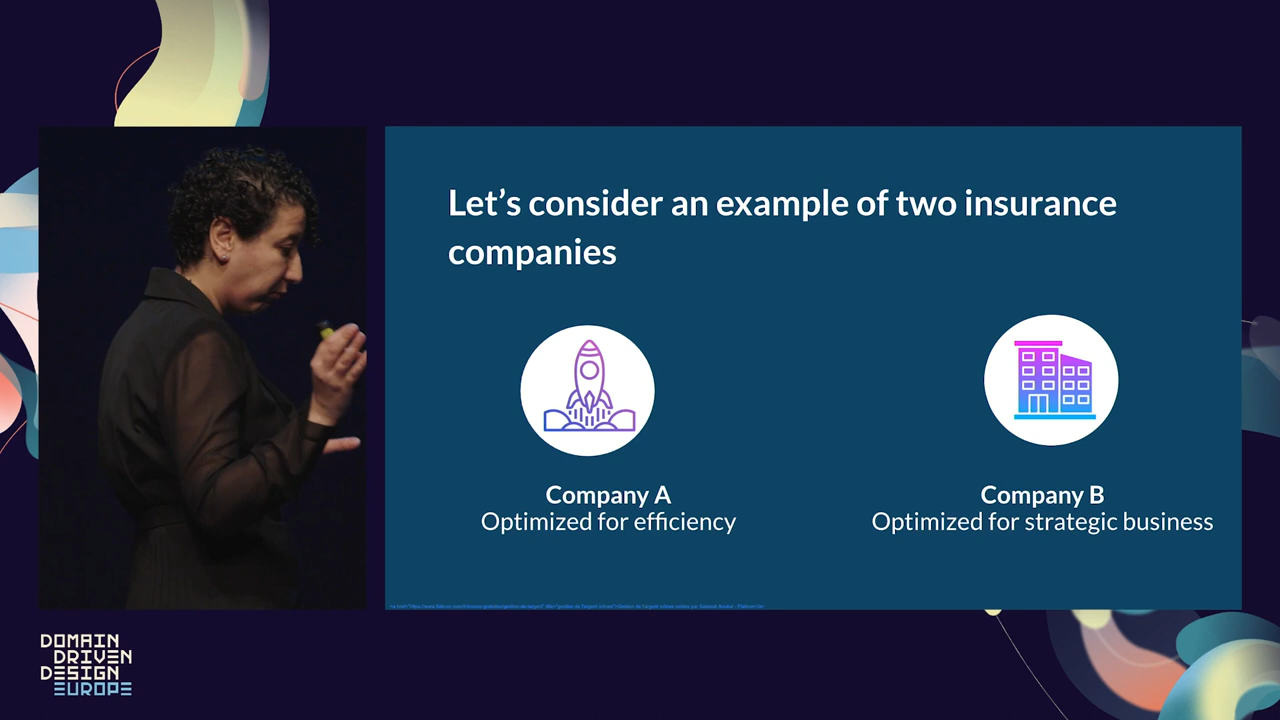 Let’s consider an example of two insurance
companies
Company A
Optimized for efficiency
Company B
Optimized for strategic business
DOMAIN
DRIVEN
DESIGN
EUROPE